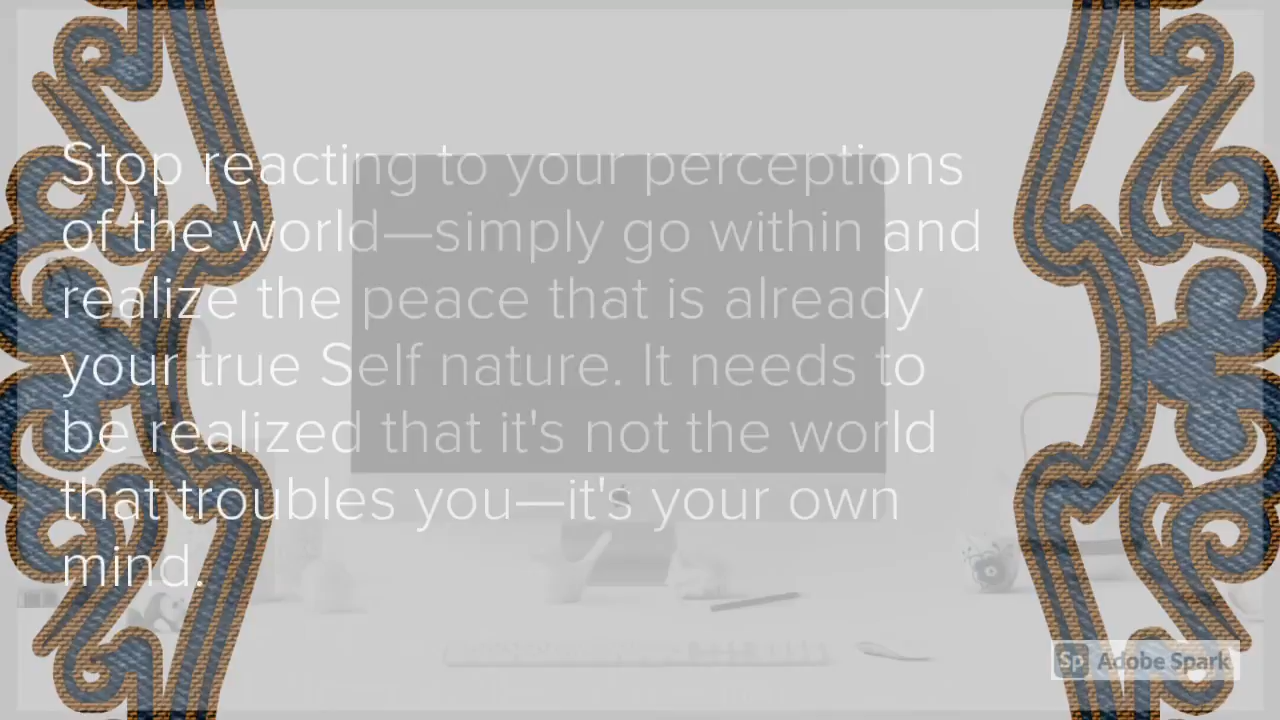 Stop reacting to your perceptions
of the world—simply go within and
realize the peace that is already
your true Self nature. It needs to
be realized that it's not the world
that troubles you—it's your own
mind.
Sp Adobe Spark